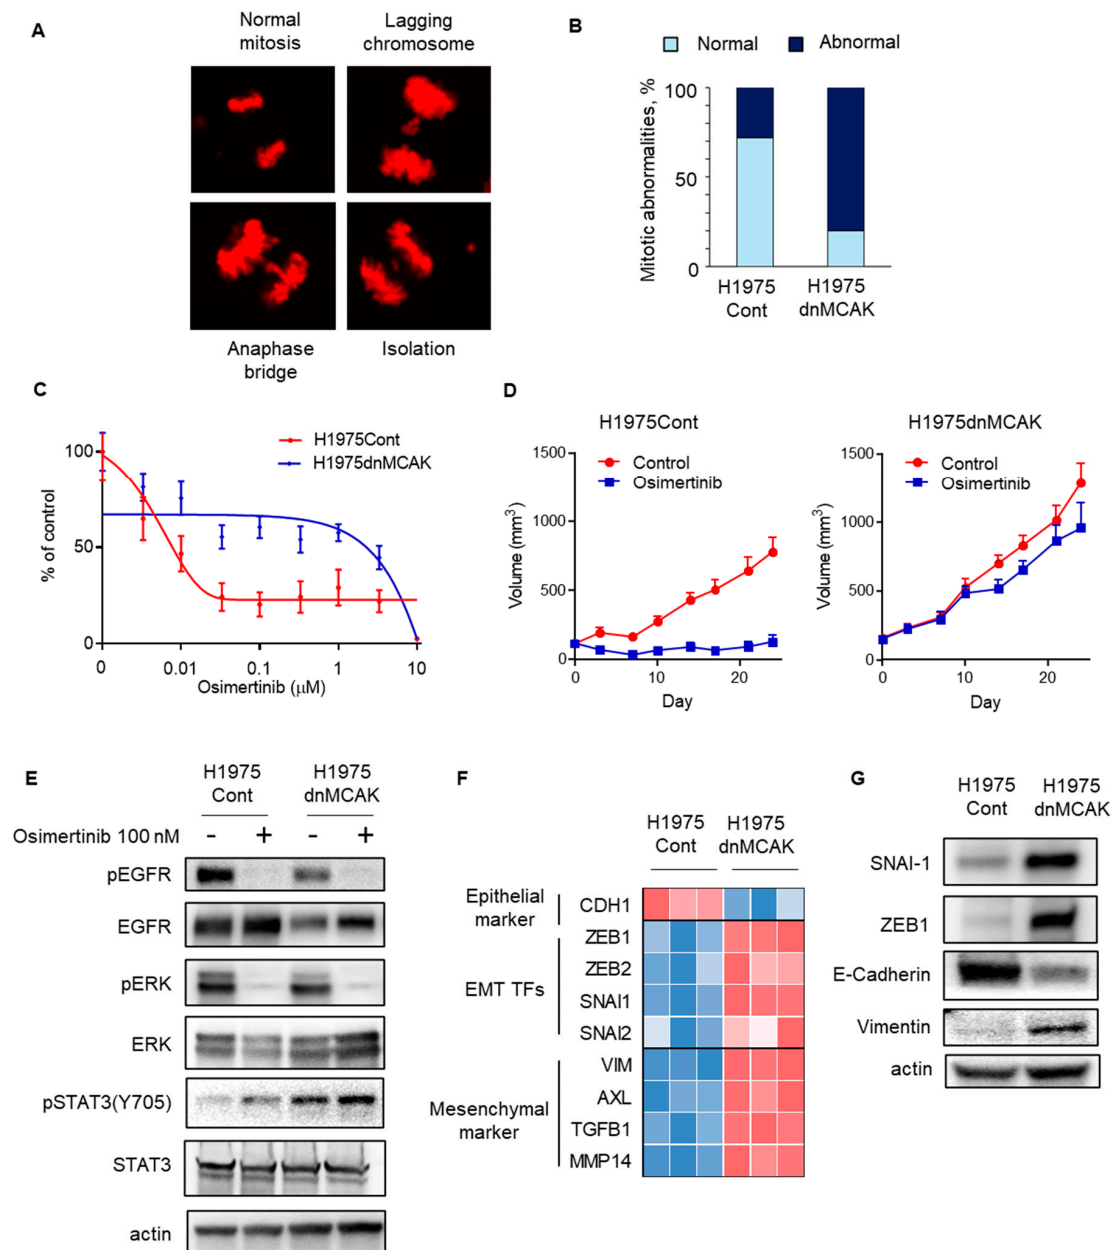 A
Normal
mitosis
Lagging
chromosome
Anaphase
bridge
Isolation
B
Normal
Abnormal
Mitotic abnormalities, %
100
50
0
H1975
Cont
H1975
dnMCAK
C
% of control
100
50
0
H1975Cont
H1975dnMCAK
0
0.01
0.1
1
10
Osimertinib (μM)
D
H1975Cont
Control
Osimertinib
Volume (mm³)
1500
1000
500
0
0
10
20
Day
H1975dnMCAK
Control
Osimertinib
Volume (mm³)
1500
1000
500
0
0
10
20
Day
E
H1975
Cont
H1975
dnMCAK
Osimertinib 100 nM - + - +
pEGFR
EGFR
pERK
ERK
pSTAT3(Y705)
STAT3
actin
F
H1975
Cont
H1975
dnMCAK
Epithelial
marker
CDH1
EMT TFs
ZEB1
ZEB2
SNAI1
SNAI2
Mesenchymal
marker
VIM
AXL
TGFB1
MMP14
G
H1975
Cont
H1975
dnMCAK
SNAI-1
ZEB1
E-Cadherin
Vimentin
actin